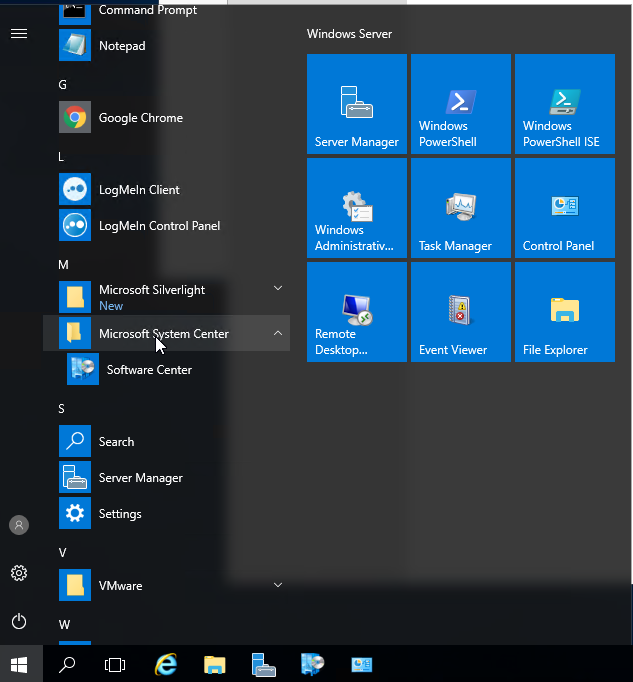 Command Prompt
Notepad
G
Google Chrome
L
LogMeIn Client
LogMeIn Control Panel
M
Microsoft Silverlight
New
Microsoft System Center
Software Center
S
Search
Server Manager
Settings
V
VMware
W
Windows Server
Server Manager
Windows
PowerShell
Windows
PowerShell ISE
Windows
Administrativ...
Task Manager
Control Panel
Remote
Desktop...
Event Viewer
File Explorer